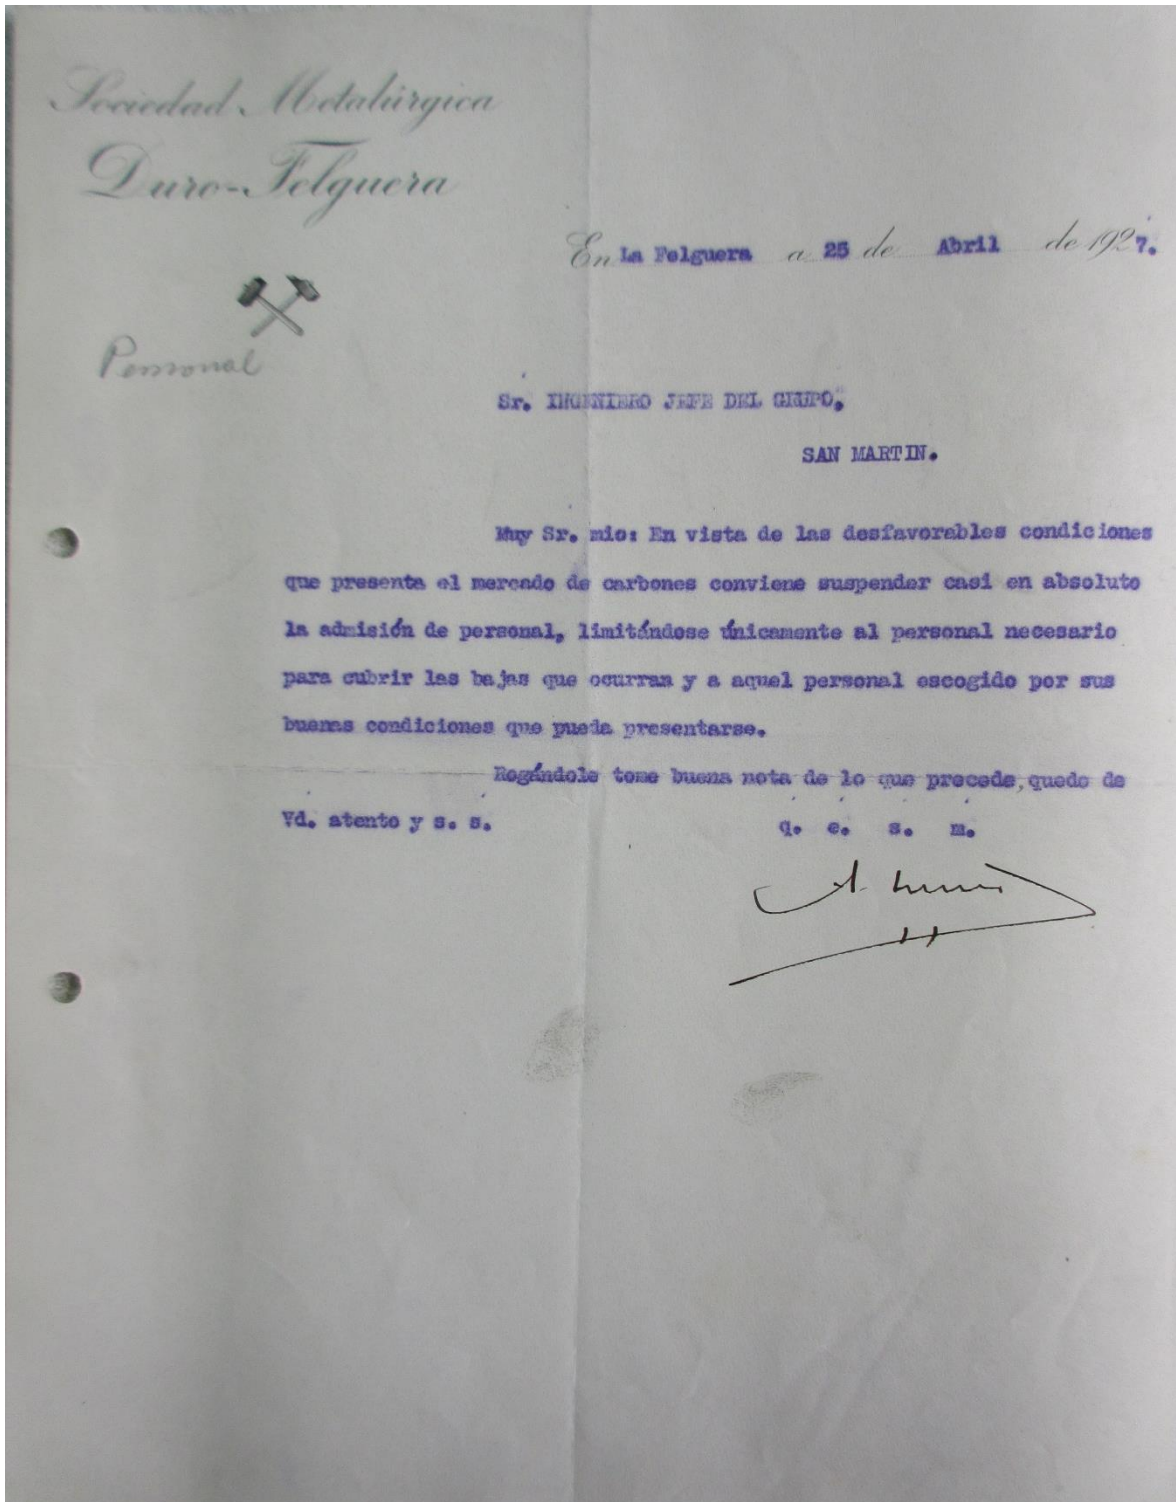 Sociedad Metalúrgica
Duro-Felguera
En La Felguera a 25 de Abril de 1927.
Personal
Sr. INGENIERO JEFE DEL GRUPO,
SAN MARTIN.
Muy Sr. mio: En vista de las desfavorables condiciones
que presenta el mercado de carbones conviene suspender casi en absoluto
la admisión de personal, limitándose únicamente al personal necesario
para cubrir las bajas que ocurran y a aquel personal escogido por sus
buenas condiciones que pueda presentarse.
Rogándole tome buena nota de lo que precede, quedo de
Vd. atento y s. s. q. e. s. m.